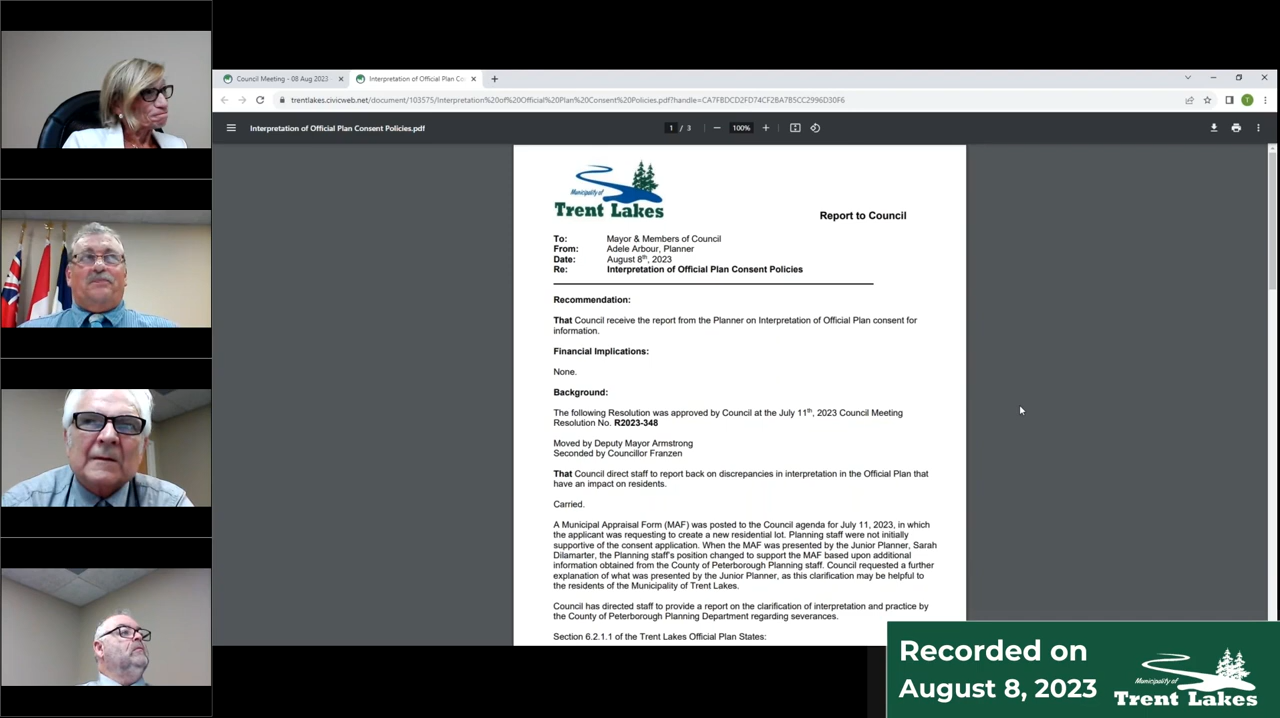 Council Meeting - 08 Aug 2023
Interpretation of Official Plan Co
trentlakes.civicweb.net/document/103575/Interpretation%20of%20Official%20Plan%20Consent%20Policies.pdf?handle=CA7FBDCD2FD74CF2BA7B5CC2996D30F6
T
Interpretation of Official Plan Consent Policies.pdf
1 / 3
100%
Municipality of
Trent Lakes
Report to Council
To: Mayor & Members of Council
From: Adele Arbour, Planner
Date: August 8th, 2023
Re: Interpretation of Official Plan Consent Policies
Recommendation:
That Council receive the report from the Planner on Interpretation of Official Plan consent for
information.
Financial Implications:
None.
Background:
The following Resolution was approved by Council at the July 11th, 2023 Council Meeting
Resolution No. R2023-348
Moved by Deputy Mayor Armstrong
Seconded by Councillor Franzen
That Council direct staff to report back on discrepancies in interpretation in the Official Plan that
have an impact on residents.
Carried.
A Municipal Appraisal Form (MAF) was posted to the Council agenda for July 11, 2023, in which
the applicant was requesting to create a new residential lot. Planning staff were not initially
supportive of the consent application. When the MAF was presented by the Junior Planner, Sarah
Dilamarter, the Planning staff's position changed to support the MAF based upon additional
information obtained from the County of Peterborough Planning staff. Council requested a further
explanation of what was presented by the Junior Planner, as this clarification may be helpful to
the residents of the Municipality of Trent Lakes.
Council has directed staff to provide a report on the clarification of interpretation and practice by
the County of Peterborough Planning Department regarding severances.
Section 6.2.1.1 of the Trent Lakes Official Plan States:
Recorded on
August 8, 2023
Municipality of
Trent Lakes